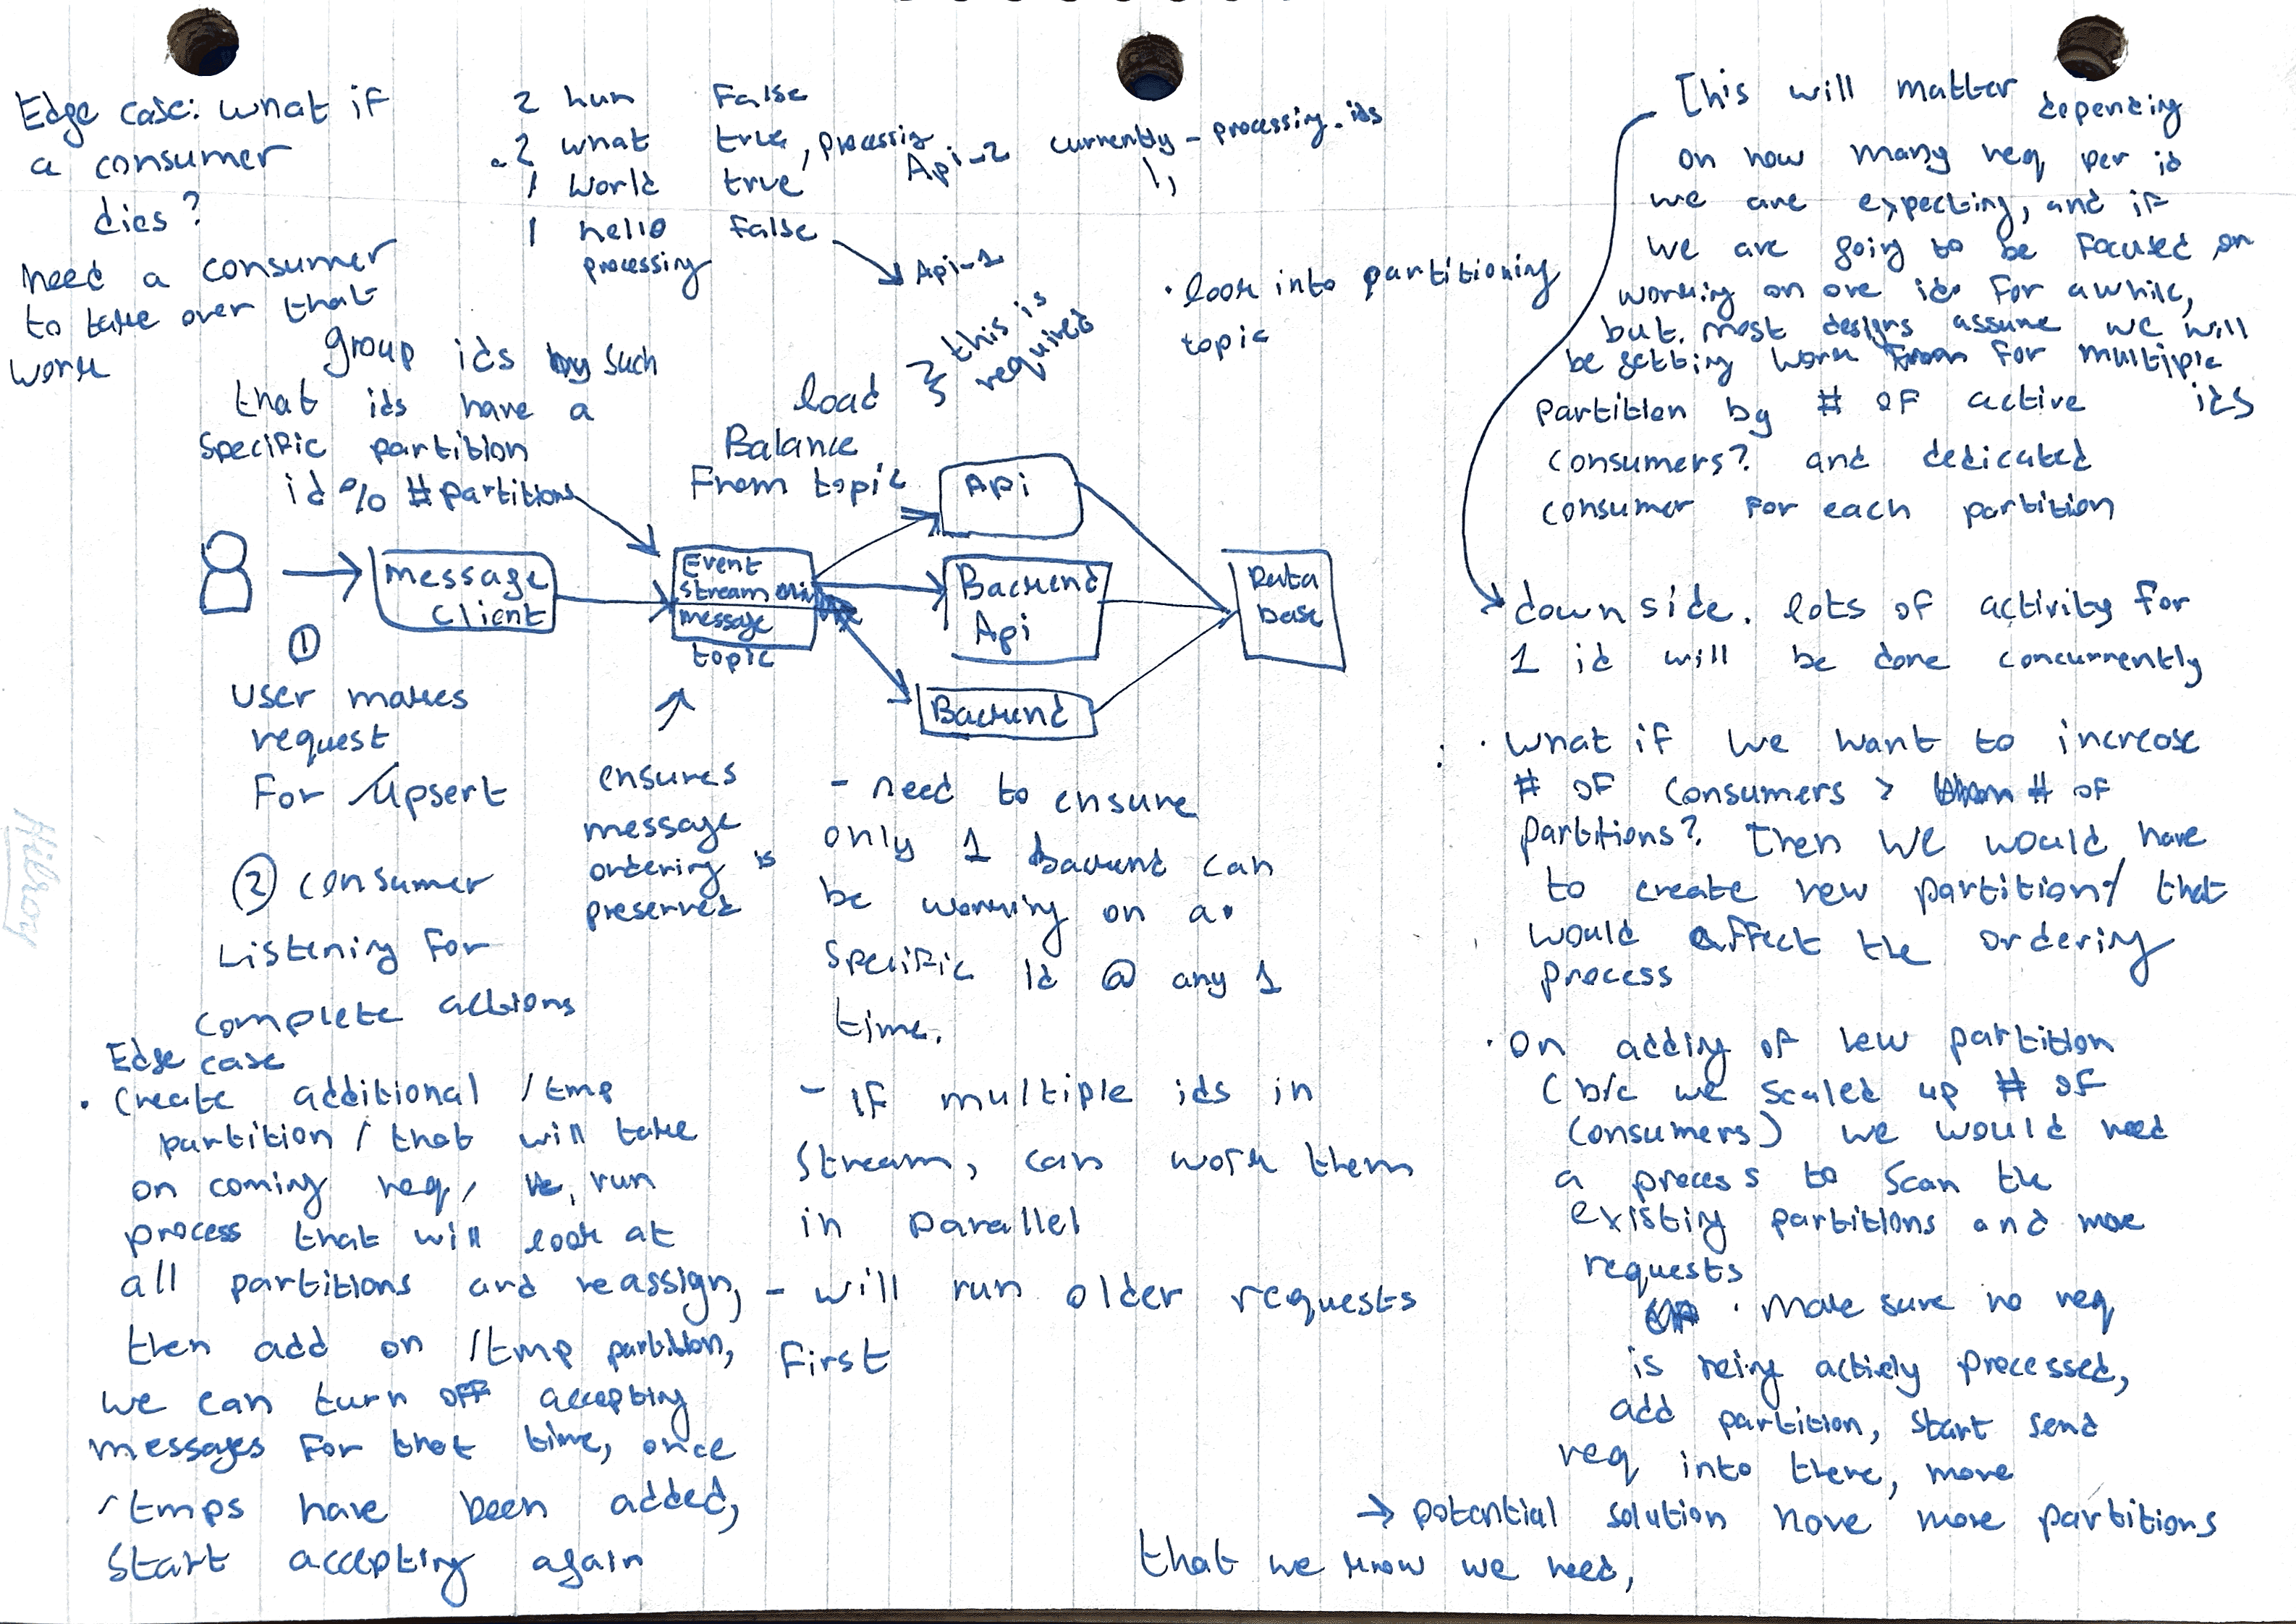 Edge case: what if
a consumer
dies?
need a consumer
to take over that
work
2 hun False
2 what true, processing
1 World true
1 hello False
processing
Api-2 currently-processing-ids
1,
Api-1
this is
required
· look into partitioning
topic
group ids by such
that ids have a
specific partition
id % # partitions
load
Balance
From topic
message
client
Event
Stream
message
topic
Api
Backend
Api
Backend
Data
base
①
User makes
request
For Upsert
② consumer
Listening For
complete actions
ensures
message
ordering is
preserved
- need to ensure
only 1 backend can
be working on a
specific id @ any 1
time.
- IF multiple ids in
Stream, can work them
in parallel
- will run older requests
First
Edge case
· Create additional /tmp
partition / that will take
on coming req, run
process that will look at
all partitions and reassign,
then add on /tmp partition,
we can turn off accepting
messages for that time, once
/tmps have been added,
Start accepting again
This will matter depending
on how many req per id
we are expecting, and if
we are going to be focused on
working on one id for awhile,
but most designs assume we will
be getting work for multiple
ids
partition by # of active
consumers? and dedicated
consumer for each partition
down side. lots of activity for
1 id will be done concurrently
· What if we want to increase
# of consumers > # of
partitions? Then we would have
to create new partition/ that
would affect the ordering
process
· On adding of new partition
(b/c we scaled up # of
consumers) we would need
a process to scan the
existing partitions and move
requests
· Make sure no req
is being actively processed,
add partition, start send
req into there, move
→ potential solution have more partitions
that we know we need,
Hilroy